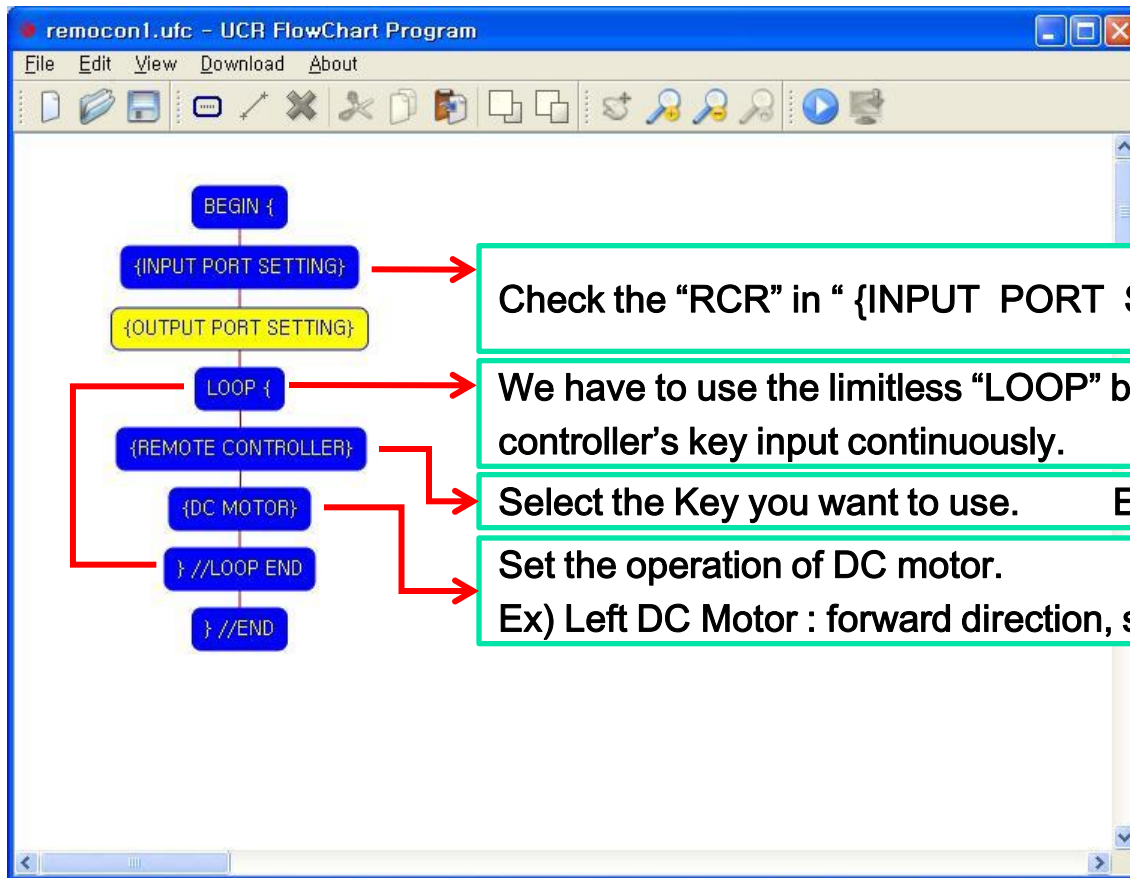 remocon1.ufc - UCR FlowChart Program
File Edit View Download About
BEGIN {
{INPUT PORT SETTING}
Check the “RCR” in “ {INPUT PORT
{OUTPUT PORT SETTING}
LOOP {
We have to use the limitless “LOOP”
controller’s key input continuously.
{REMOTE CONTROLLER}
Select the Key you want to use.
{DC MOTOR}
Set the operation of DC motor.
Ex) Left DC Motor : forward direction,
} //LOOP END
} //END